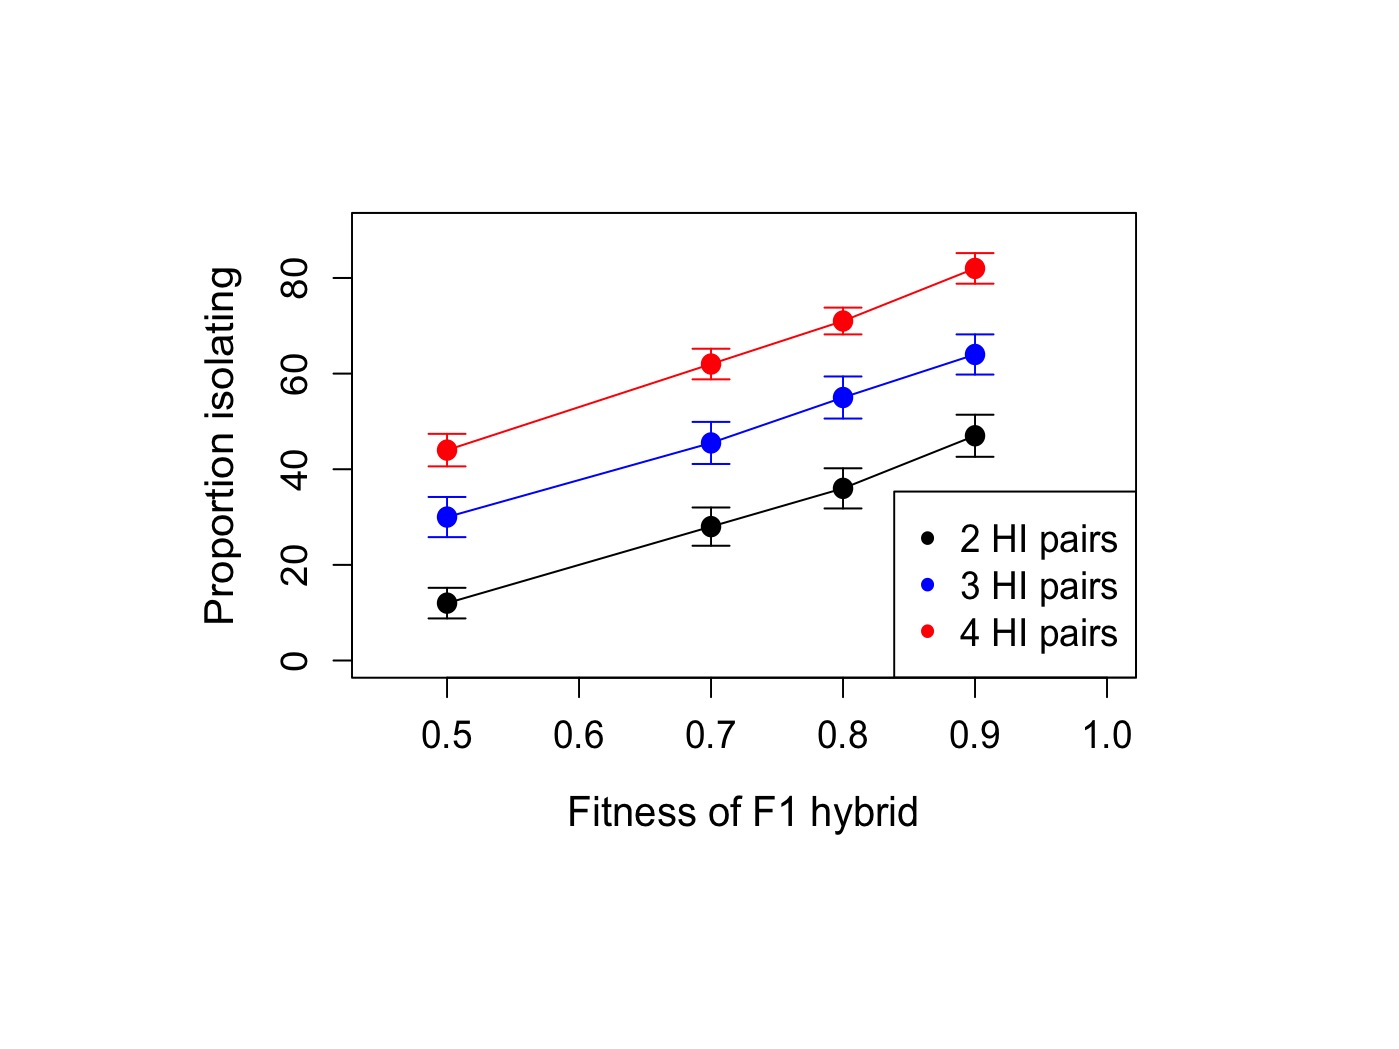 Proportion isolating
80
60
40
20
0
2 HI pairs
3 HI pairs
4 HI pairs
0.5 0.6 0.7 0.8 0.9 1.0
Fitness of F1 hybrid